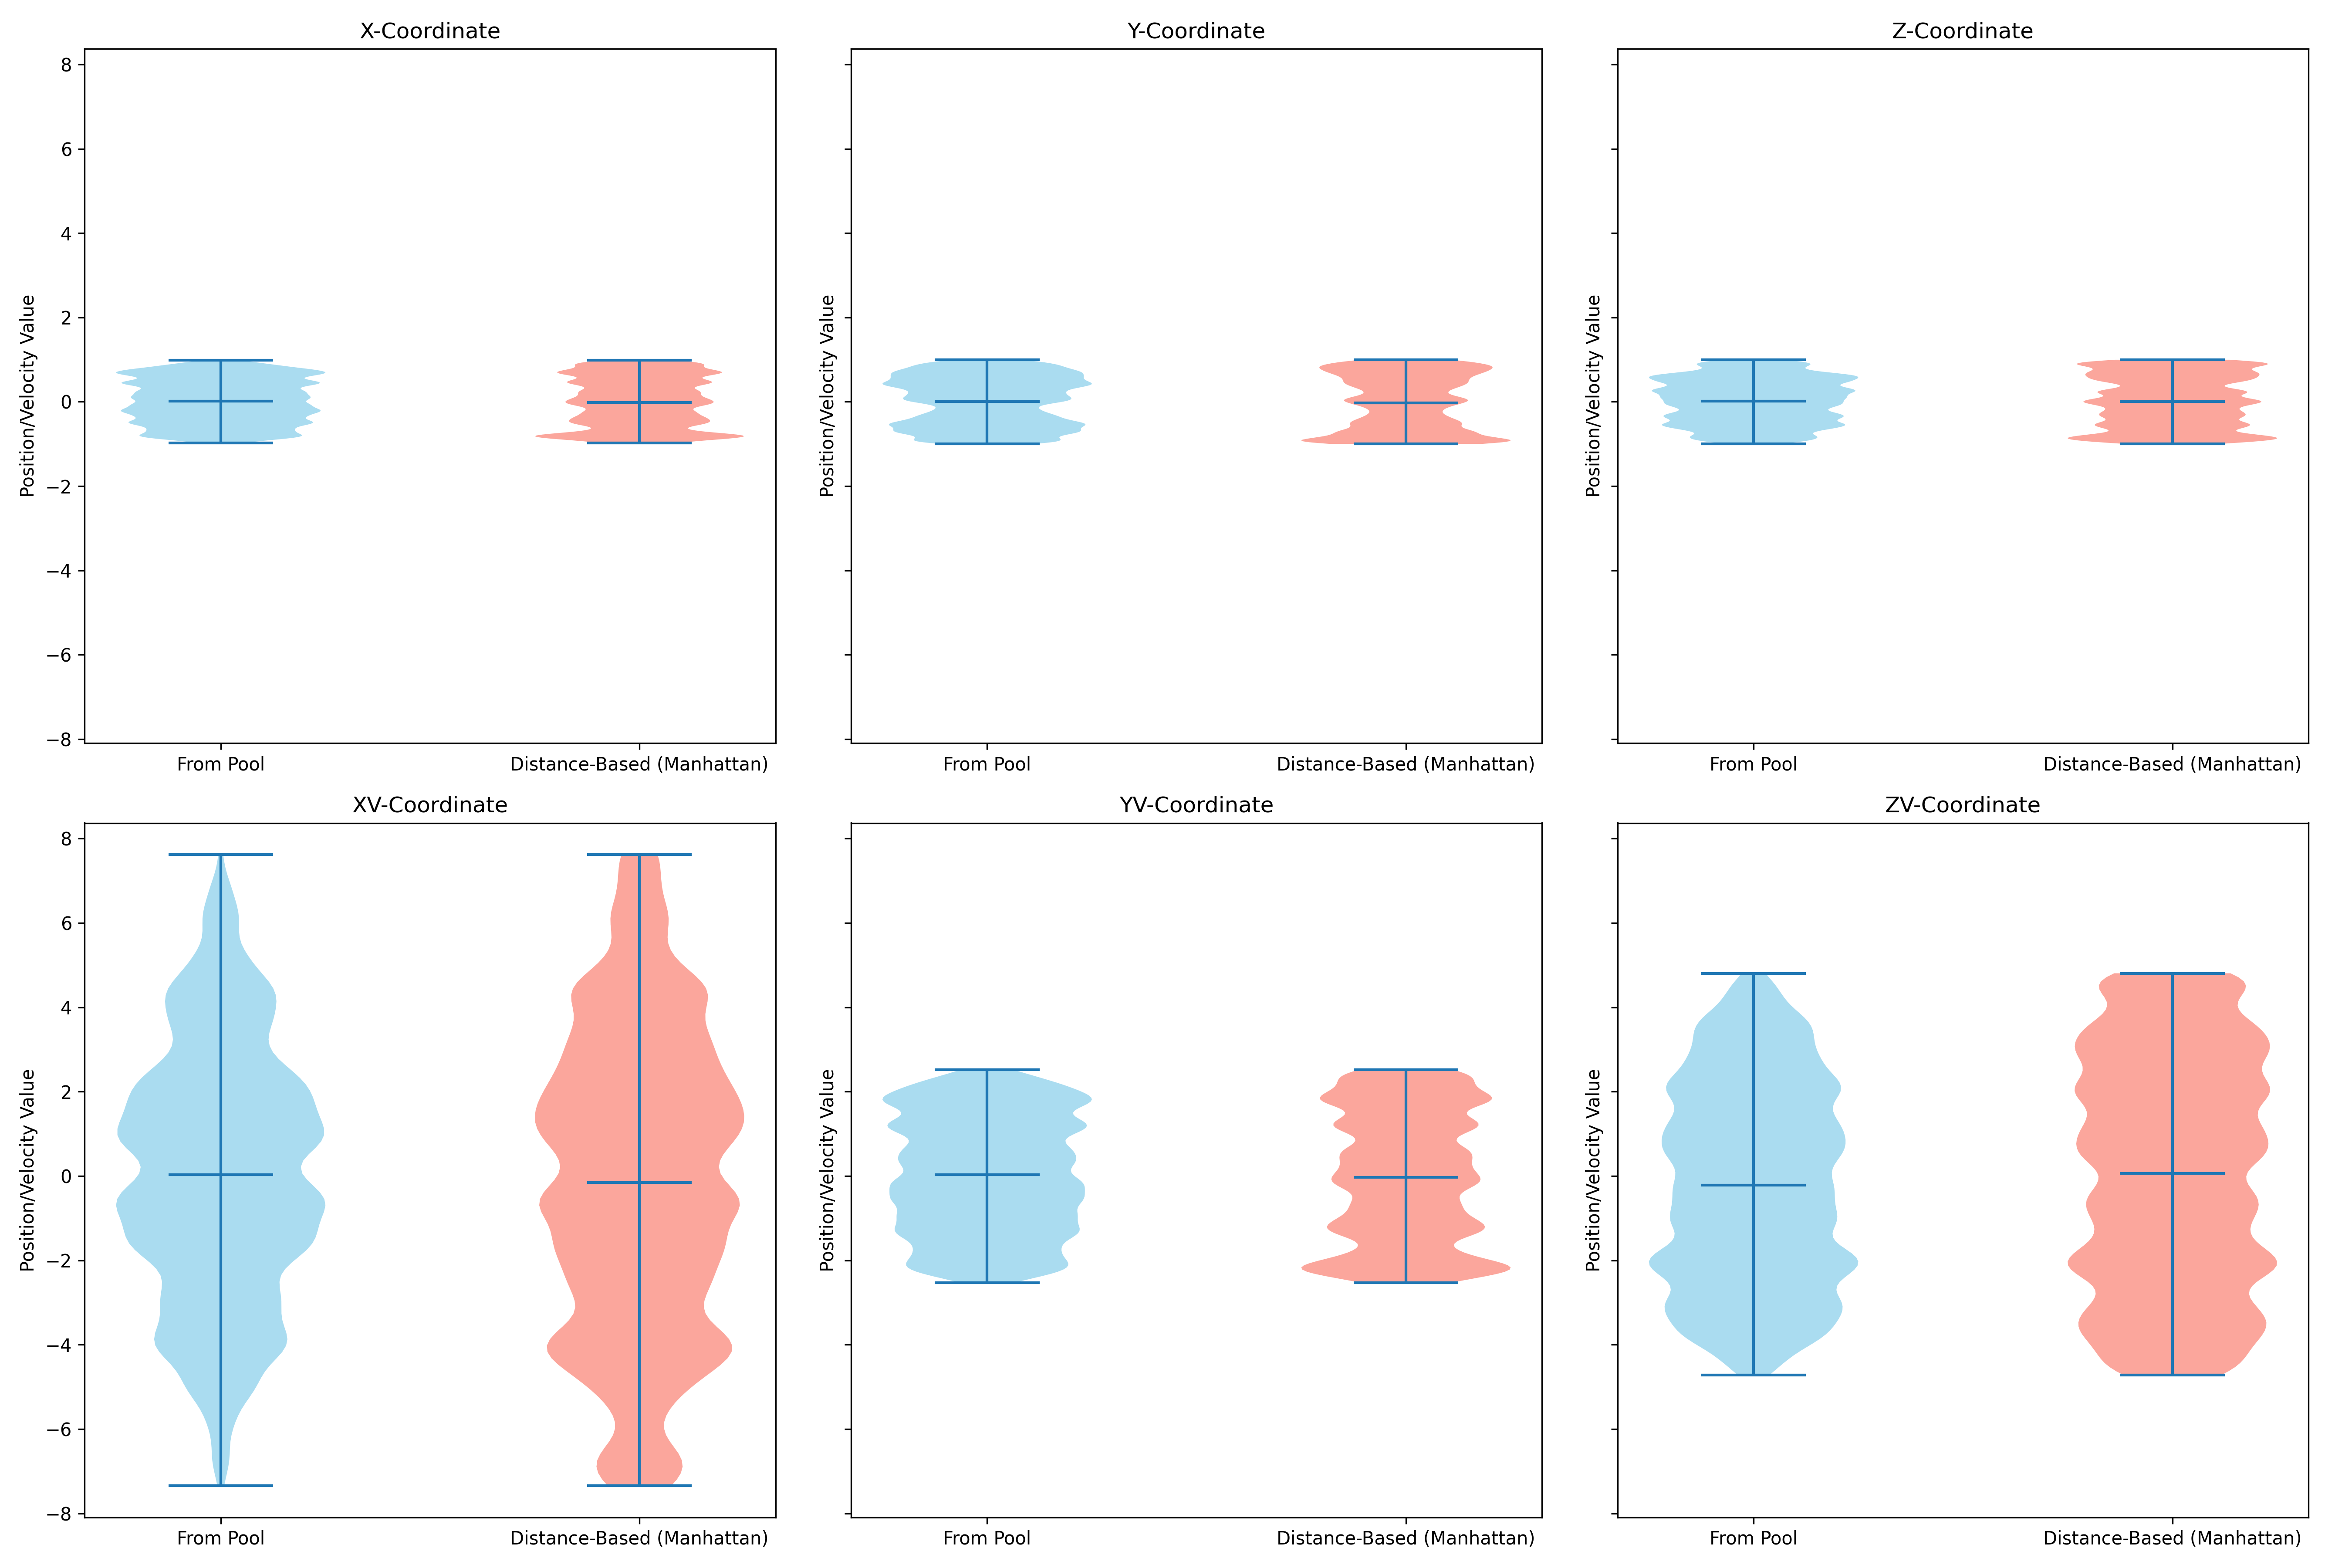 X-Coordinate
Y-Coordinate
Z-Coordinate
Position/Velocity Value
8
6
4
2
0
−2
−4
−6
−8
Position/Velocity Value
Position/Velocity Value
From Pool
Distance-Based (Manhattan)
From Pool
Distance-Based (Manhattan)
From Pool
Distance-Based (Manhattan)
XV-Coordinate
YV-Coordinate
ZV-Coordinate
Position/Velocity Value
8
6
4
2
0
−2
−4
−6
−8
Position/Velocity Value
Position/Velocity Value
From Pool
Distance-Based (Manhattan)
From Pool
Distance-Based (Manhattan)
From Pool
Distance-Based (Manhattan)